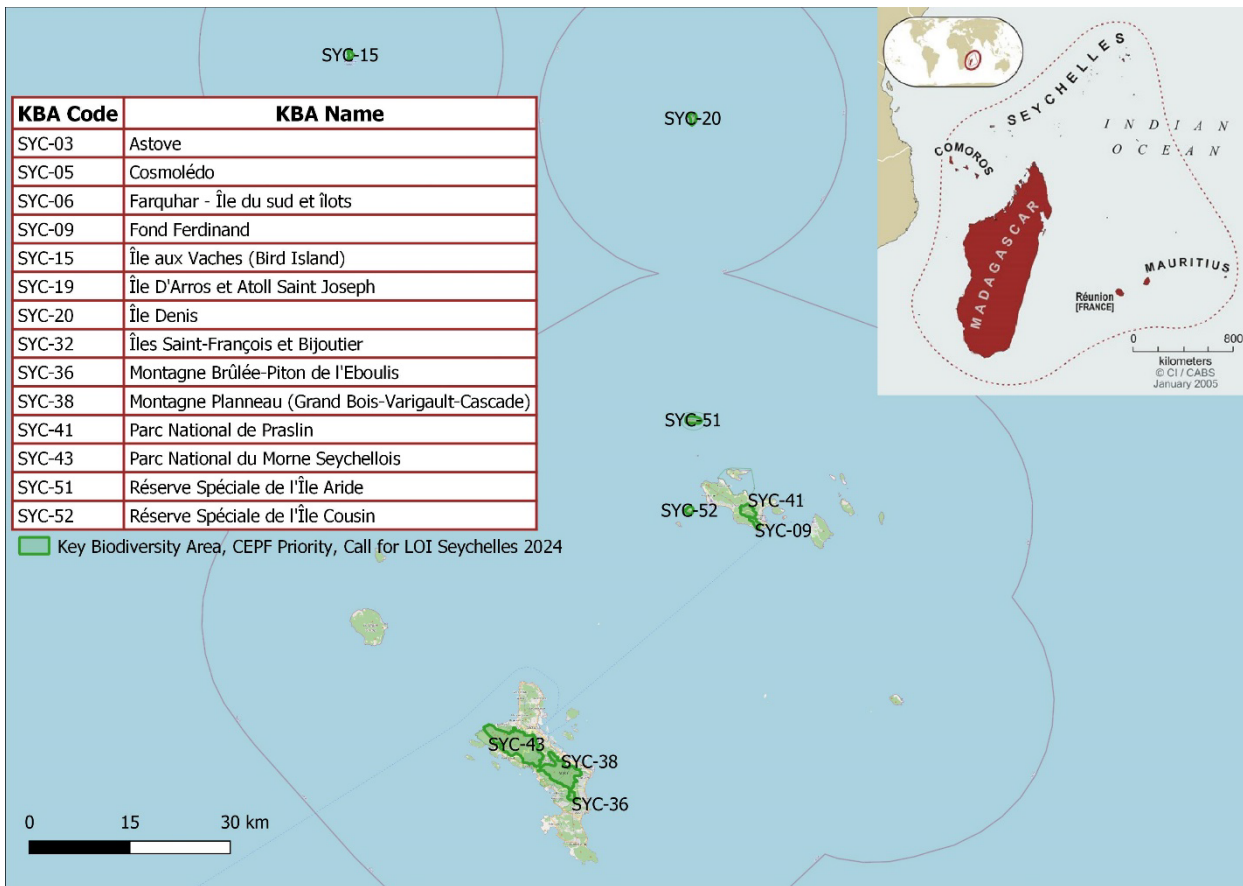 SYC-15
SYC-20
KBA Code KBA Name
SYC-03 Astove
SYC-05 Cosmolédo
SYC-06 Farquhar - Île du sud et îlots
SYC-09 Fond Ferdinand
SYC-15 Île aux Vaches (Bird Island)
SYC-19 Île D'Arros et Atoll Saint Joseph
SYC-20 Île Denis
SYC-32 Îles Saint-François et Bijoutier
SYC-36 Montagne Brûlée-Piton de l'Eboulis
SYC-38 Montagne Planneau (Grand Bois-Varigault-Cascade)
SYC-41 Parc National de Praslin
SYC-43 Parc National du Morne Seychellois
SYC-51 Réserve Spéciale de l'Île Aride
SYC-52 Réserve Spéciale de l'Île Cousin
Key Biodiversity Area, CEPF Priority, Call for LOI Seychelles 2024
SEYCHELLES
INDIAN
OCEAN
COMOROS
MADAGASCAR
MAURITIUS
Réunion
[FRANCE]
0 800
kilometers
© CI / CABS
January 2005
SYC-51
SYC-41
SYC-52
SYC-09
SYC-43
SYC-38
SYC-36
0 15 30 km